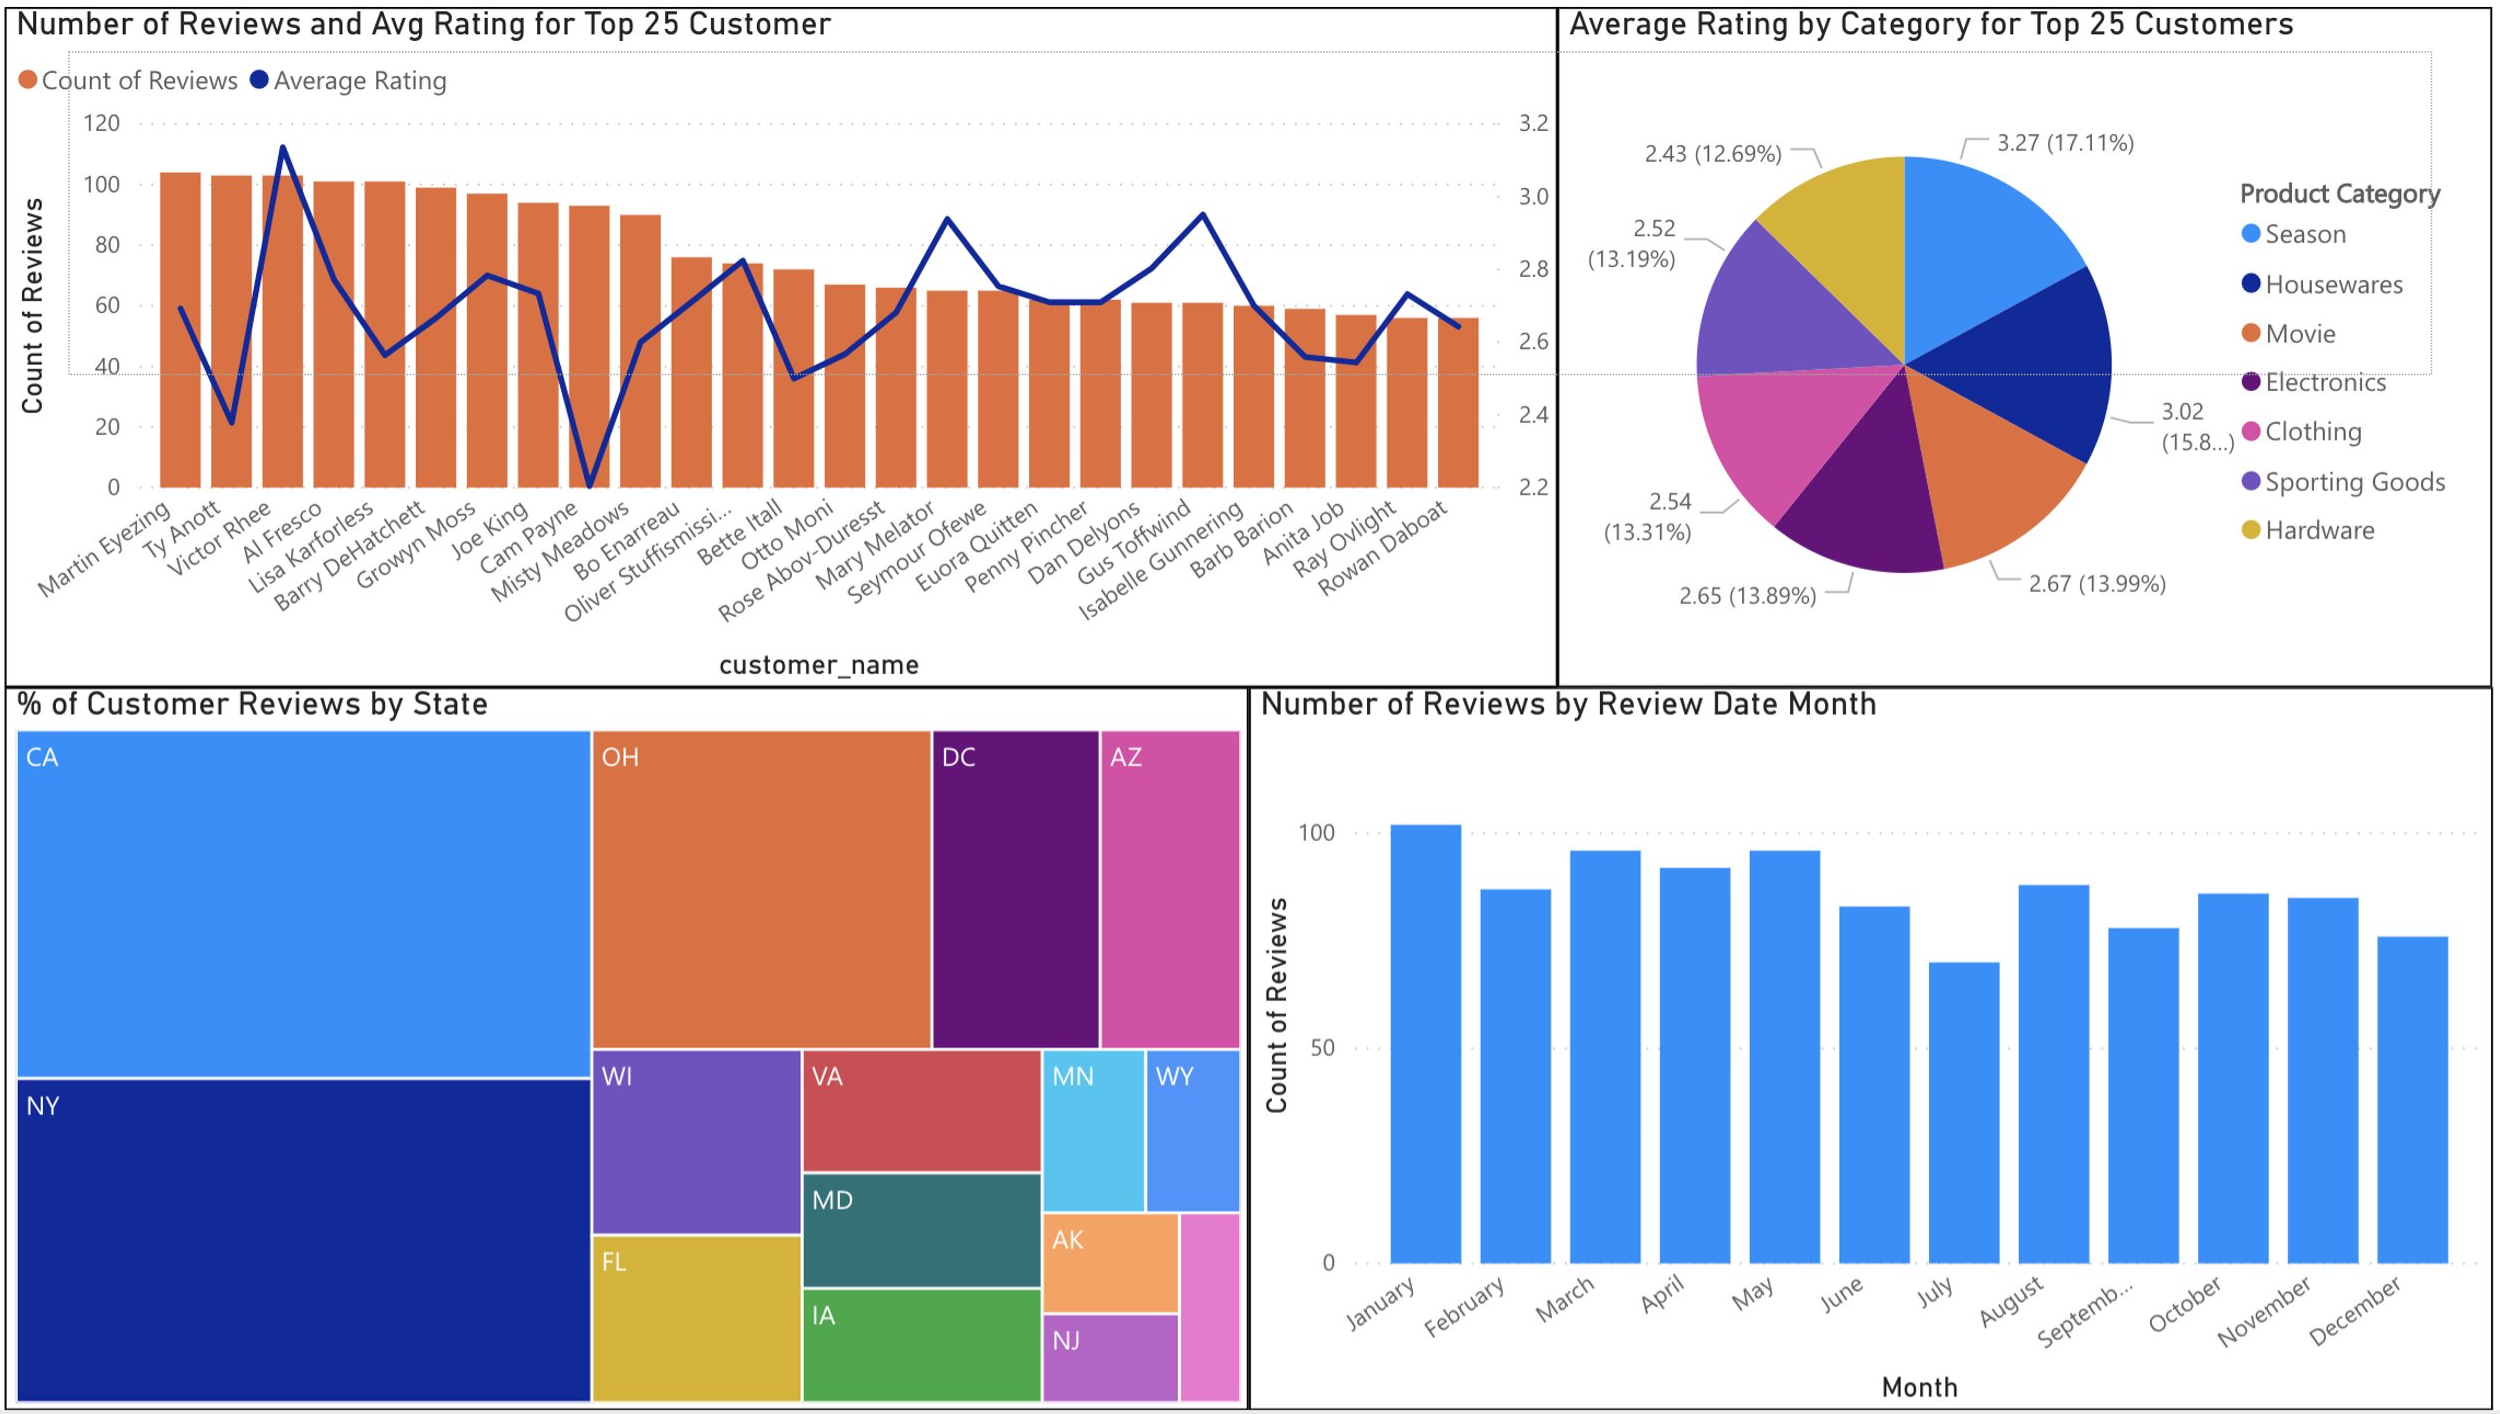 Number of Reviews and Avg Rating for Top 25 Customer
Count of Reviews
Average Rating
120
100
80
60
40
20
0
Count of Reviews
3.2
3.0
2.8
2.6
2.4
2.2
Martin Eyezing
Ty Anott
Victor Rhee
Al Fresco
Lisa Karforless
Barry DeHatchett
Growyn Moss
Joe King
Cam Payne
Misty Meadows
Bo Enarreau
Oliver Stuffismissi...
Bette Itall
Otto Moni
Rose Abov-Duresst
Mary Melator
Seymour Ofewe
Euora Quitten
Penny Pincher
Dan Delyons
Gus Toffwind
Isabelle Gunnering
Barb Barion
Anita Job
Ray Ovlight
Rowan Daboat
customer_name
Average Rating by Category for Top 25 Customers
3.27 (17.11%)
3.02
(15.8...)
2.67 (13.99%)
2.65 (13.89%)
2.54
(13.31%)
2.52
(13.19%)
2.43 (12.69%)
Product Category
Season
Housewares
Movie
Electronics
Clothing
Sporting Goods
Hardware
% of Customer Reviews by State
CA
NY
OH
DC
AZ
WI
FL
VA
MD
IA
MN
WY
AK
NJ
Number of Reviews by Review Date Month
100
50
0
Count of Reviews
January
February
March
April
May
June
July
August
Septemb...
October
November
December
Month